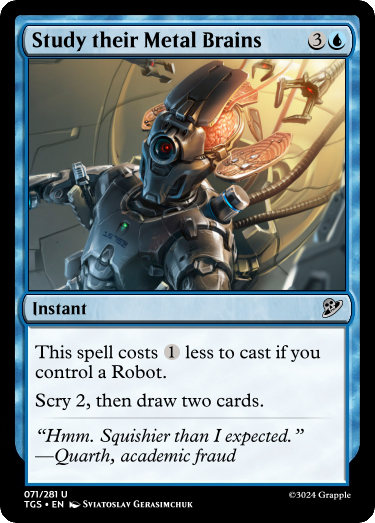 Study their Metal Brains 3
Instant
This spell costs 1 less to cast if you
control a Robot.
Scry 2, then draw two cards.
“Hmm. Squishier than I expected.”
—Quarth, academic fraud
071/281 U
TGS • EN Sviatoslav Gerasimchuk
©3024 Grapple